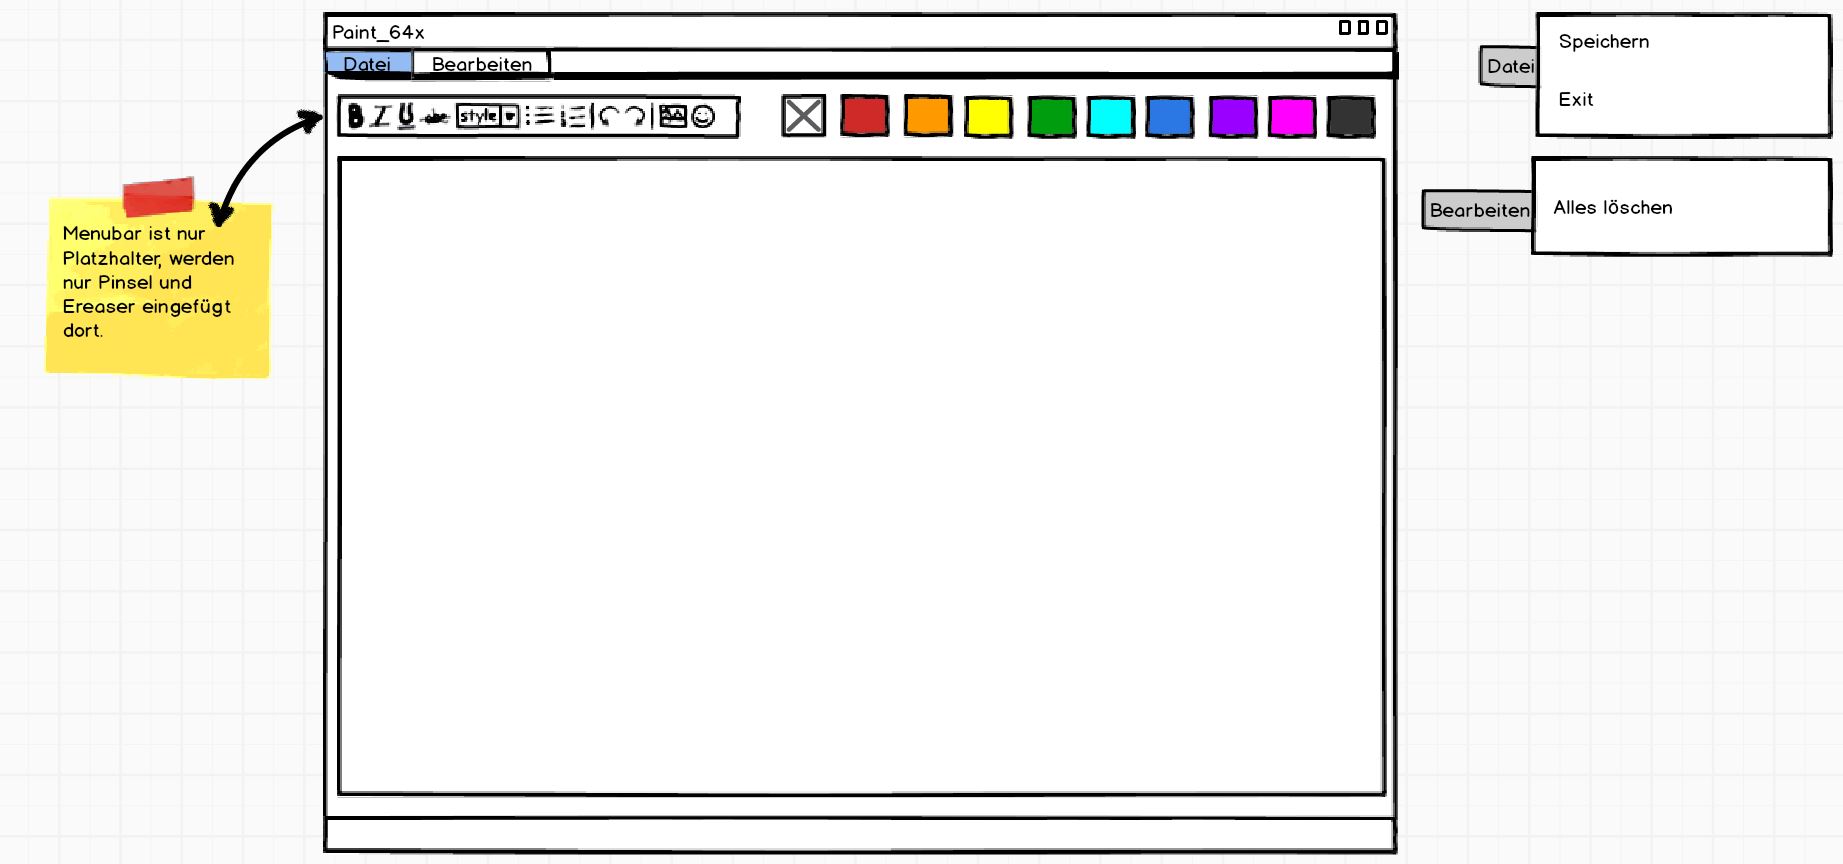 Paint_64x
Datei Bearbeiten
B I U abc style
Menubar ist nur
Platzhalter, werden
nur Pinsel und
Ereaser eingefügt
dort.
Datei
Speichern
Exit
Bearbeiten
Alles löschen